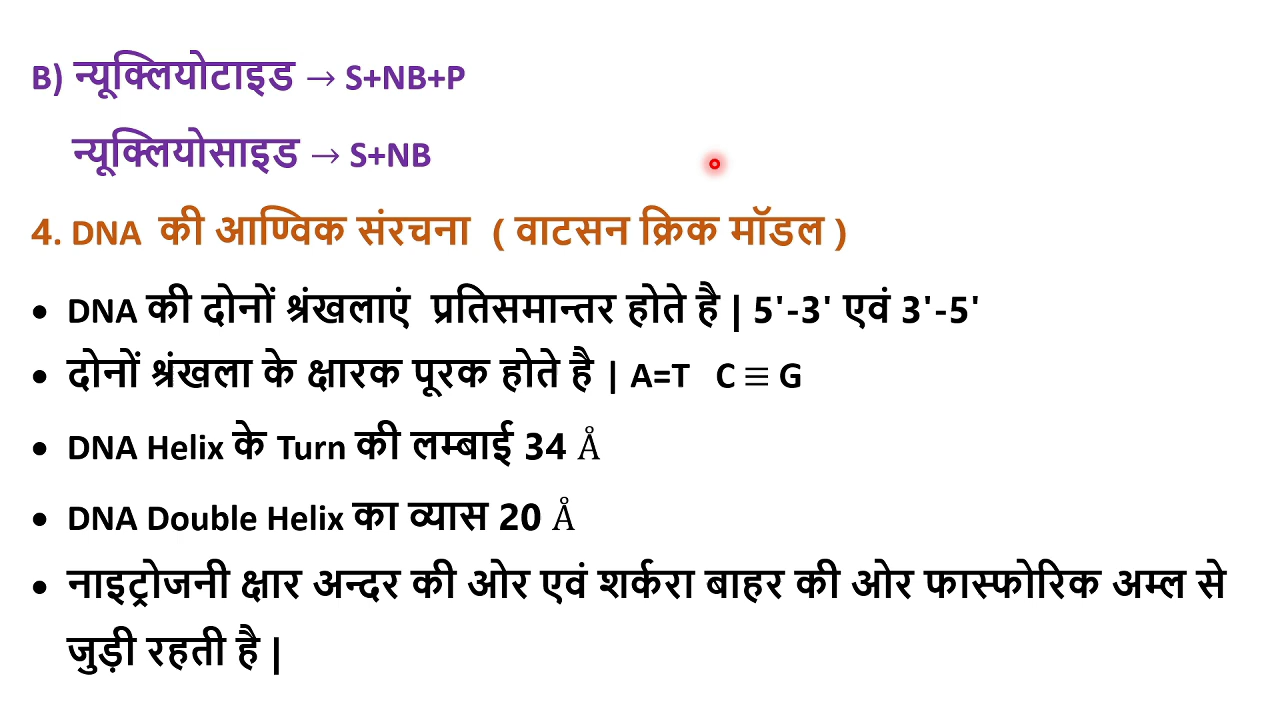 B) न्यूक्लियोटाइड → S+NB+P
न्यूक्लियोसाइड → S+NB
4. DNA की आण्विक संरचना ( वाटसन क्रिक मॉडल )
• DNA की दोनों श्रंखलाएं प्रतिसमान्तर होते है | 5'-3' एवं 3'-5'
• दोनों श्रंखला के क्षारक पूरक होते है | A=T C ≡ G
• DNA Helix के Turn की लम्बाई 34 Å
• DNA Double Helix का व्यास 20 Å
• नाइट्रोजनी क्षार अन्दर की ओर एवं शर्करा बाहर की ओर फास्फोरिक अम्ल से
जुड़ी रहती है |